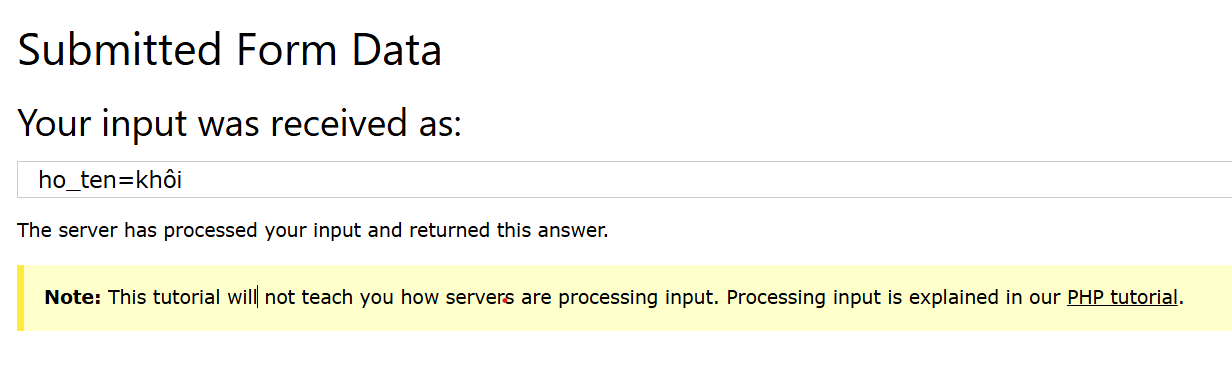 Submitted Form Data
Your input was received as:
ho_ten=khôi
The server has processed your input and returned this answer.
Note: This tutorial will not teach you how servers are processing input. Processing input is explained in our PHP tutorial.